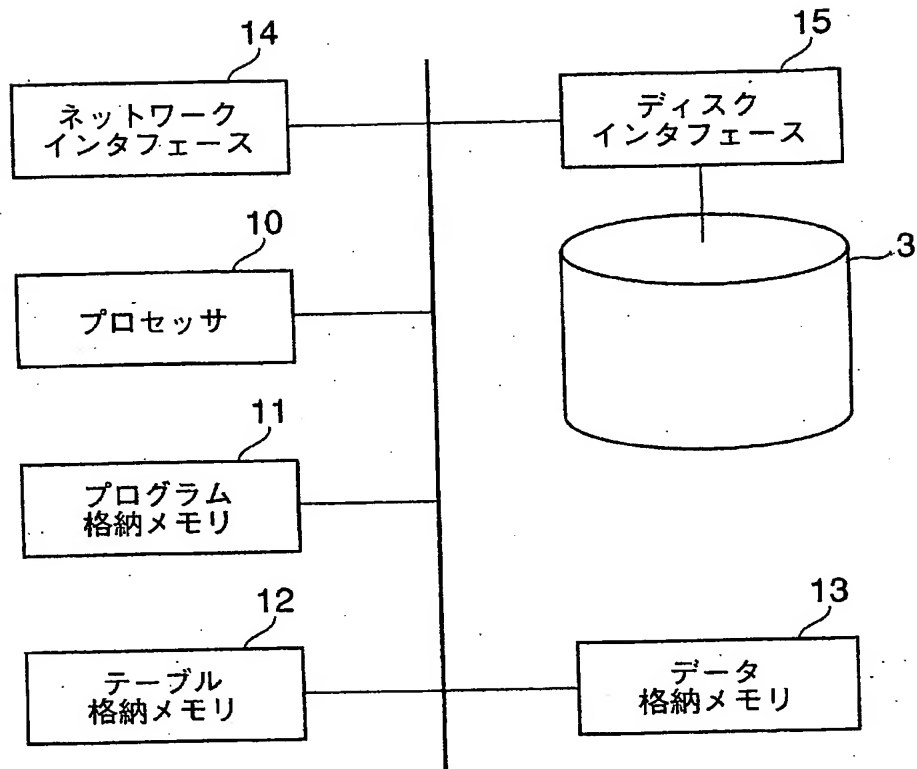 14
ネットワーク
インタフェース
15
ディスク
インタフェース
10
プロセッサ
3
11
プログラム
格納メモリ
12
テーブル
格納メモリ
13
データ
格納メモリ